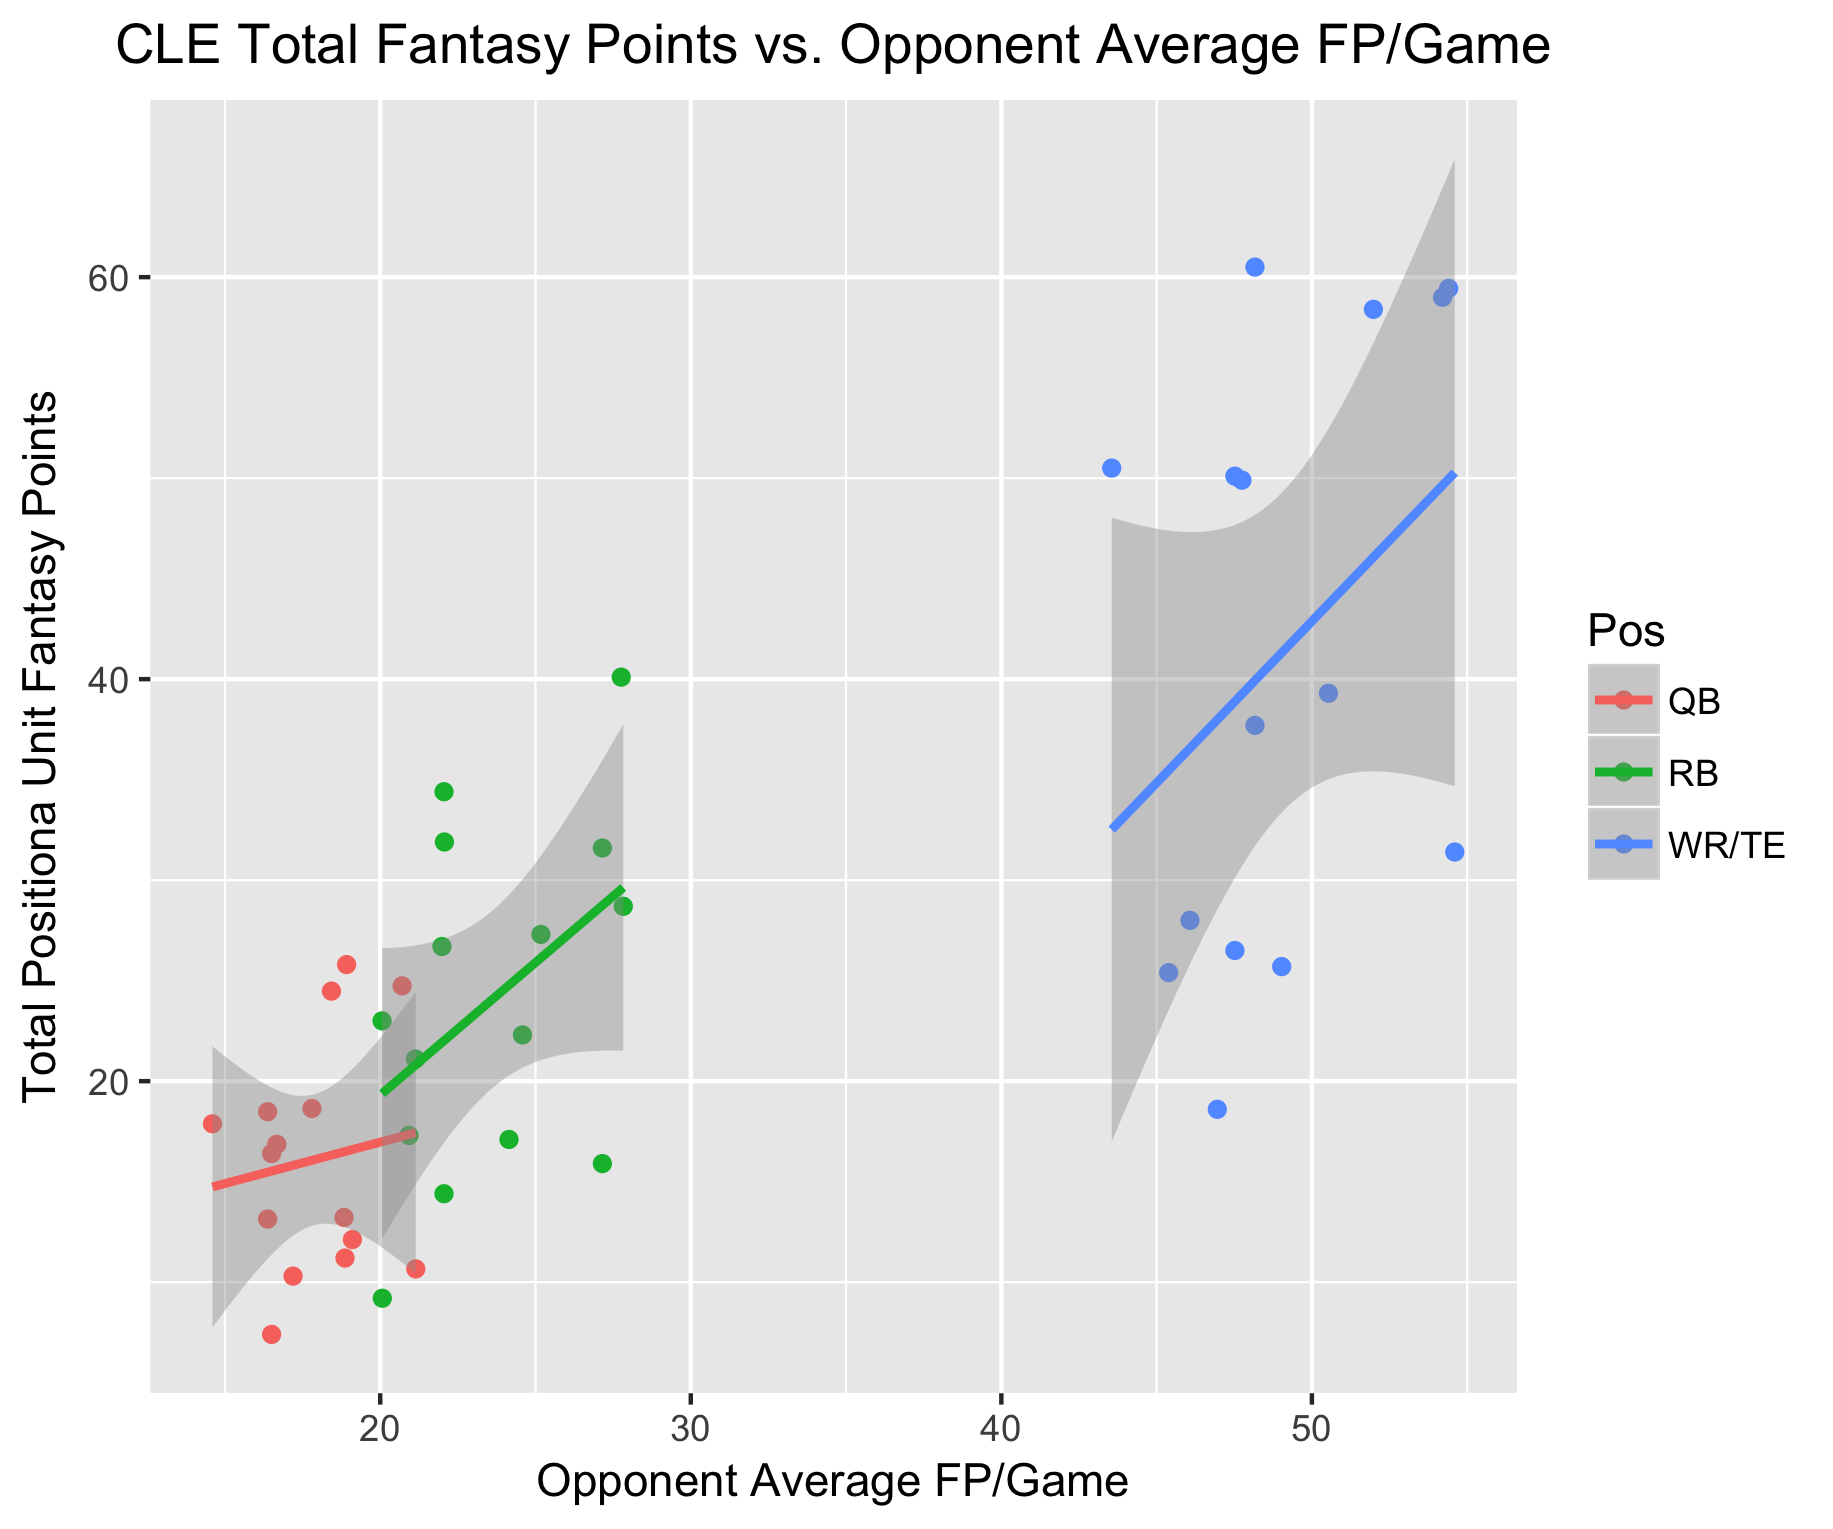 CLE Total Fantasy Points vs. Opponent Average FP/Game
Total Positiona Unit Fantasy Points
60
40
20
20
30
40
50
Opponent Average FP/Game
Pos
QB
RB
WR/TE